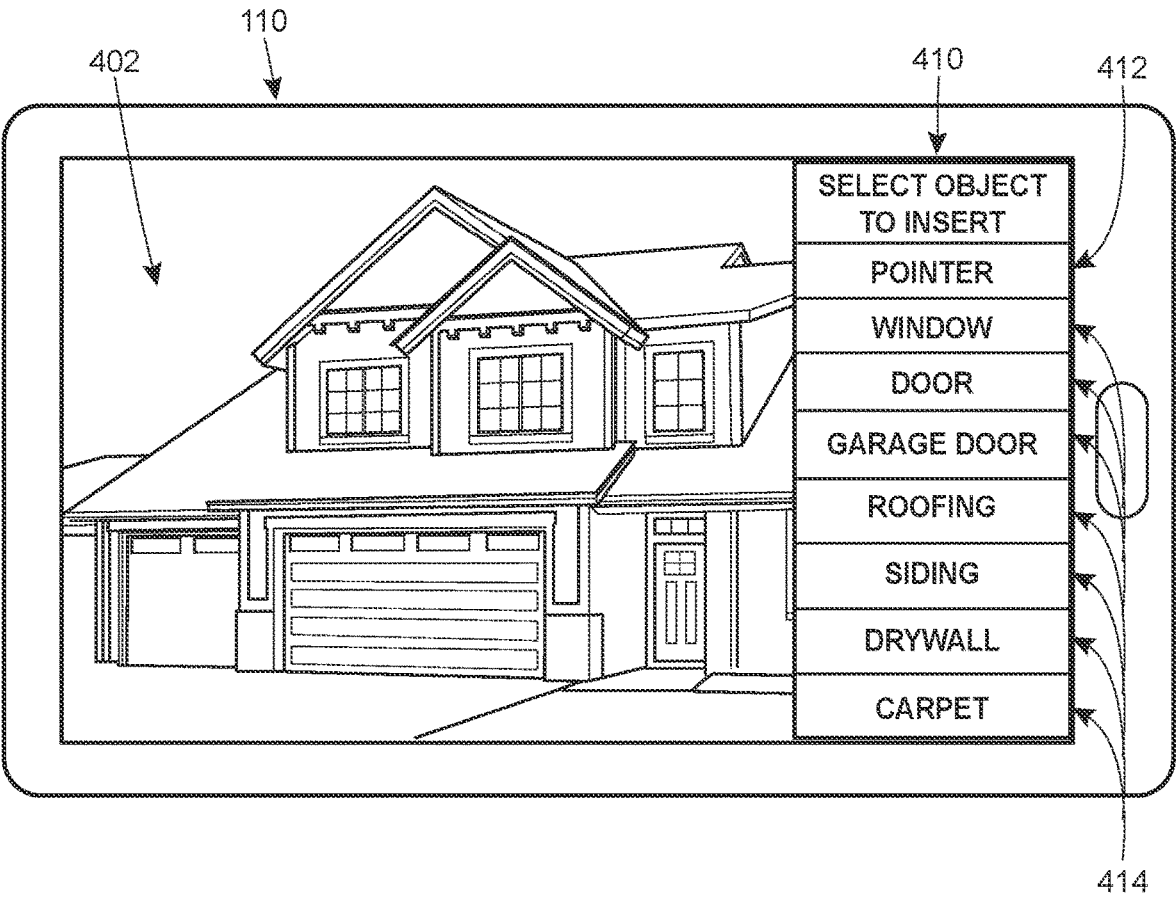 110
402
410
412
SELECT OBJECT
TO INSERT
POINTER
WINDOW
DOOR
GARAGE DOOR
ROOFING
SIDING
DRYWALL
CARPET
414